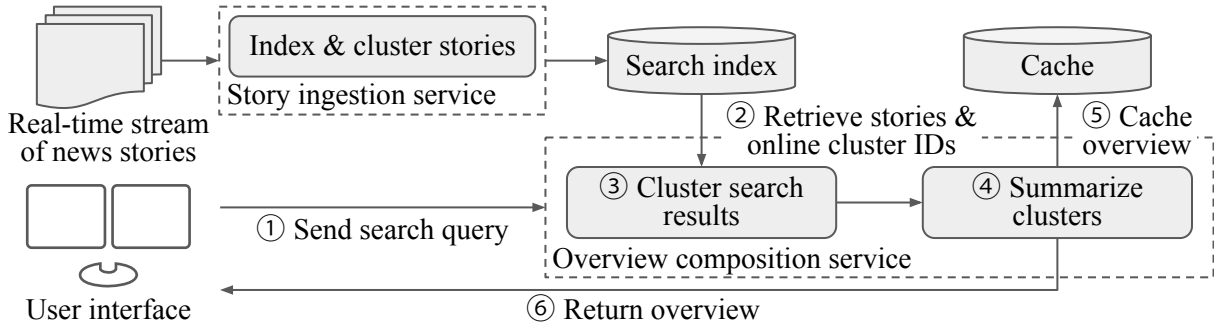 Index & cluster stories
Story ingestion service
Search index
Cache
Real-time stream
of news stories
② Retrieve stories &
online cluster IDs
⑤ Cache
overview
③ Cluster search
results
④ Summarize
clusters
① Send search query
Overview composition service
User interface
⑥ Return overview